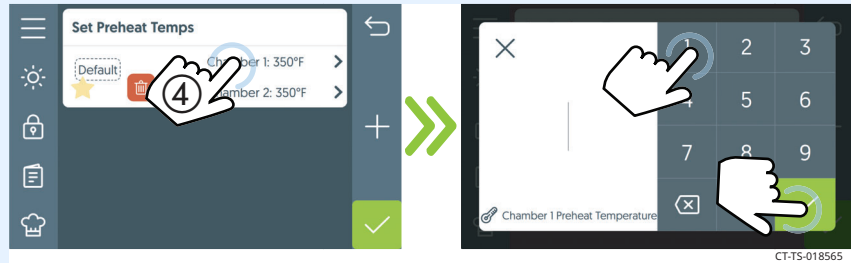 Set Preheat Temps
Default
Chamber 1: 350°F
④
Chamber 2: 350°F
1 2 3
4 5 6
7 8 9
Chamber 1 Preheat Temperature
CT-TS-018565